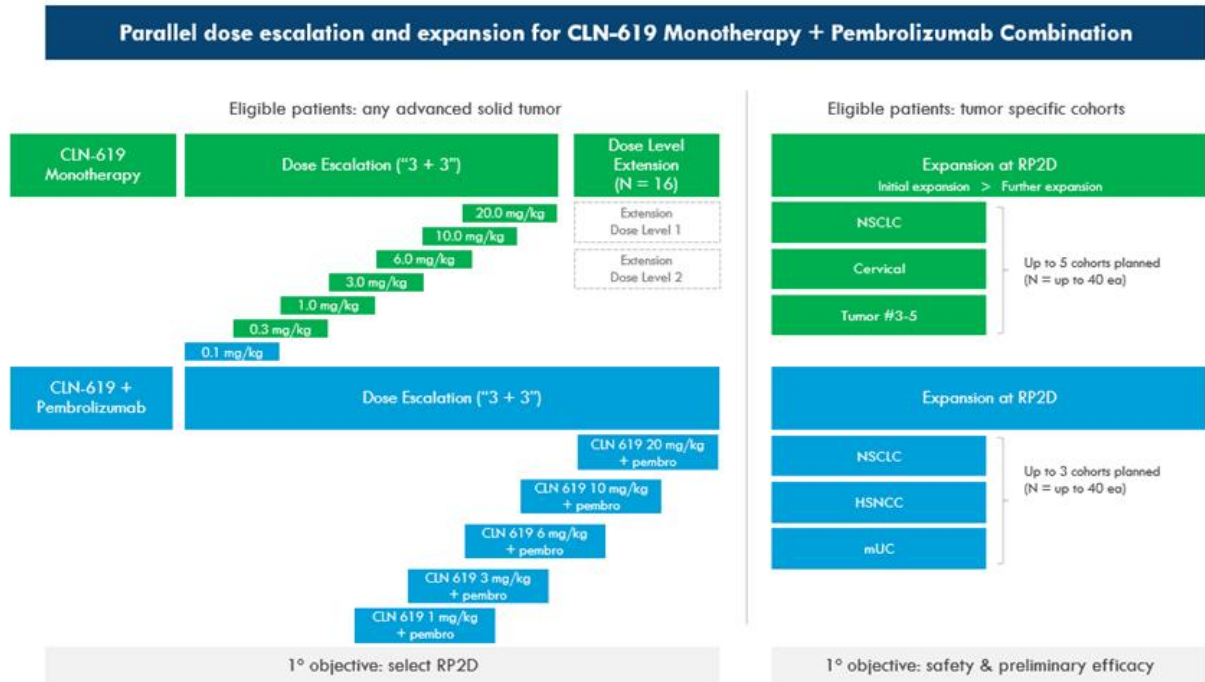 Parallel dose escalation and expansion for CLN-619 Monotherapy + Pembrolizumab Combination
Eligible patients: any advanced solid tumor
Eligible patients: tumor specific cohorts
CLN-619
Monotherapy
Dose Escalation ("3 + 3")
Dose Level
Extension
(N = 16)
Expansion at RP2D
Initial expansion > Further expansion
20.0 mg/kg
10.0 mg/kg
6.0 mg/kg
3.0 mg/kg
1.0 mg/kg
0.3 mg/kg
0.1 mg/kg
Extension
Dose Level 1
Extension
Dose Level 2
NSCLC
Cervical
Tumor #3-5
Up to 5 cohorts planned
(N = up to 40 ea)
CLN-619 +
Pembrolizumab
Dose Escalation ("3 + 3")
Expansion at RP2D
CLN 619 20 mg/kg
+ pembro
CLN 619 10 mg/kg
+ pembro
CLN 619 6 mg/kg
+ pembro
CLN 619 3 mg/kg
+ pembro
CLN 619 1 mg/kg
+ pembro
NSCLC
HSNCC
mUC
Up to 3 cohorts planned
(N = up to 40 ea)
1° objective: select RP2D
1° objective: safety & preliminary efficacy